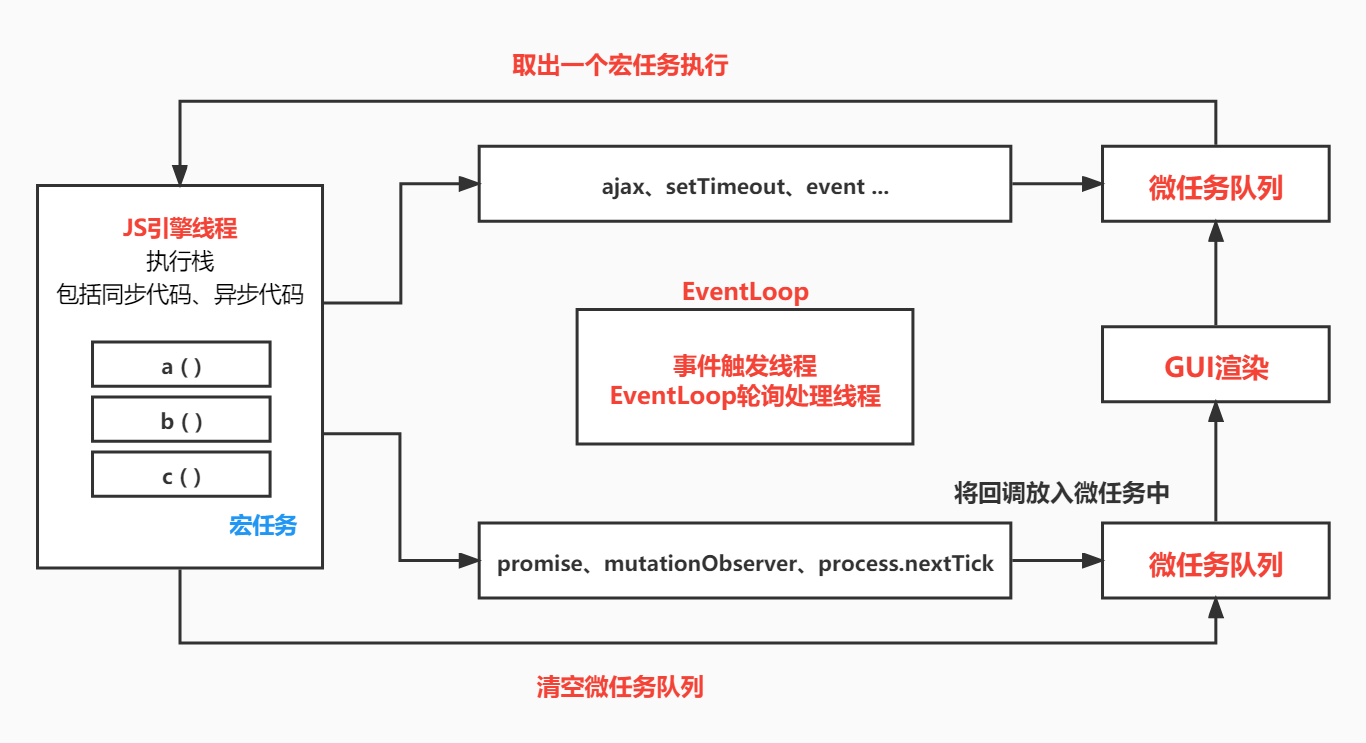 取出一个宏任务执行
ajax、setTimeout、event ...
微任务队列
JS引擎线程
执行栈
包括同步代码、异步代码
a ( )
b ( )
c ( )
宏任务
EventLoop
事件触发线程
EventLoop轮询处理线程
GUI渲染
将回调放入微任务中
promise、mutationObserver、process.nextTick
微任务队列
清空微任务队列